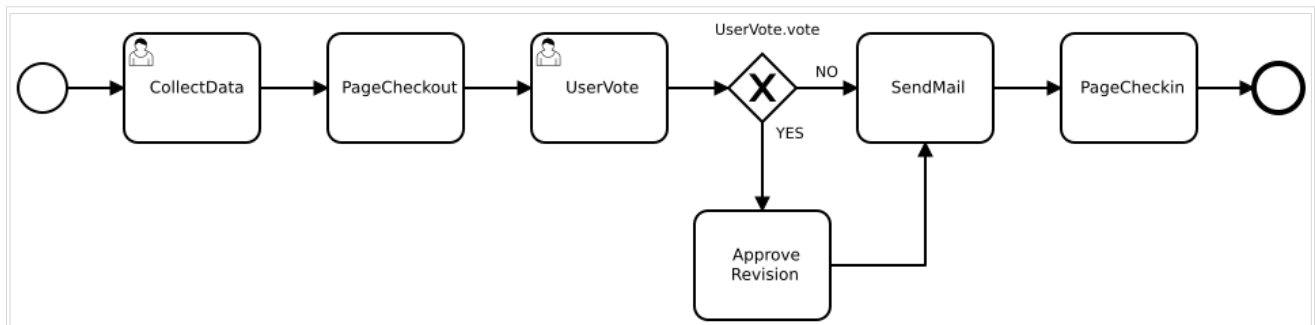 UserVote.vote
CollectData
PageCheckout
UserVote
NO
SendMail
PageCheckin
YES
Approve
Revision